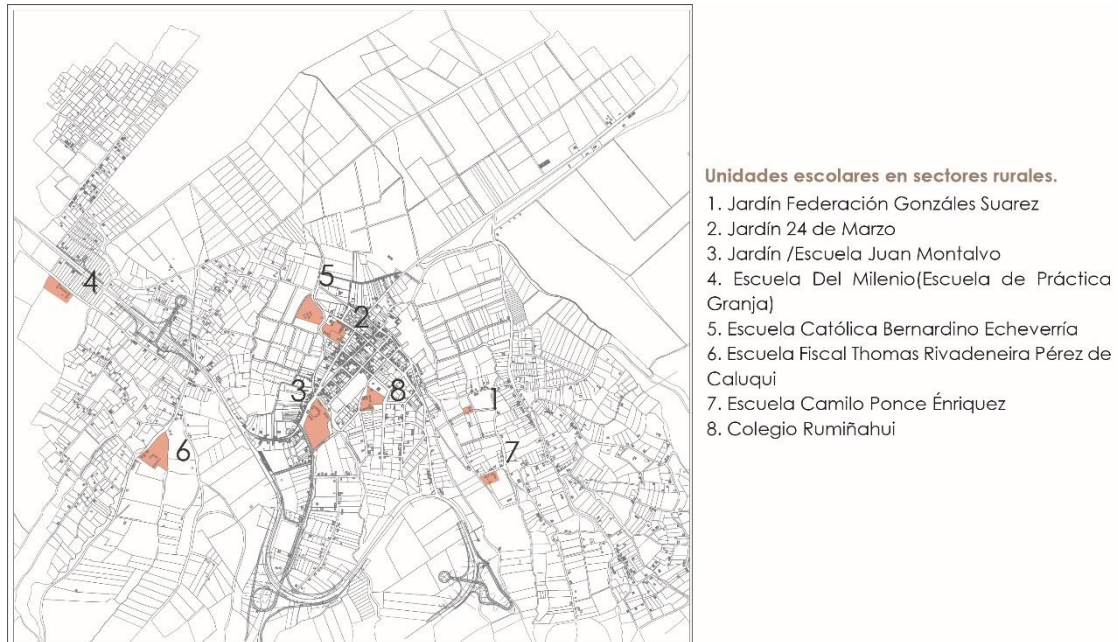 4
5
2
3
8
1
6
7
Unidades escolares en sectores rurales.
1. Jardín Federación Gonzáles Suarez
2. Jardín 24 de Marzo
3. Jardín /Escuela Juan Montalvo
4. Escuela Del Milenio(Escuela de Práctica
Granja)
5. Escuela Católica Bernardino Echeverría
6. Escuela Fiscal Thomas Rivadeneira Pérez de
Caluqui
7. Escuela Camilo Ponce Énriquez
8. Colegio Rumiñahui